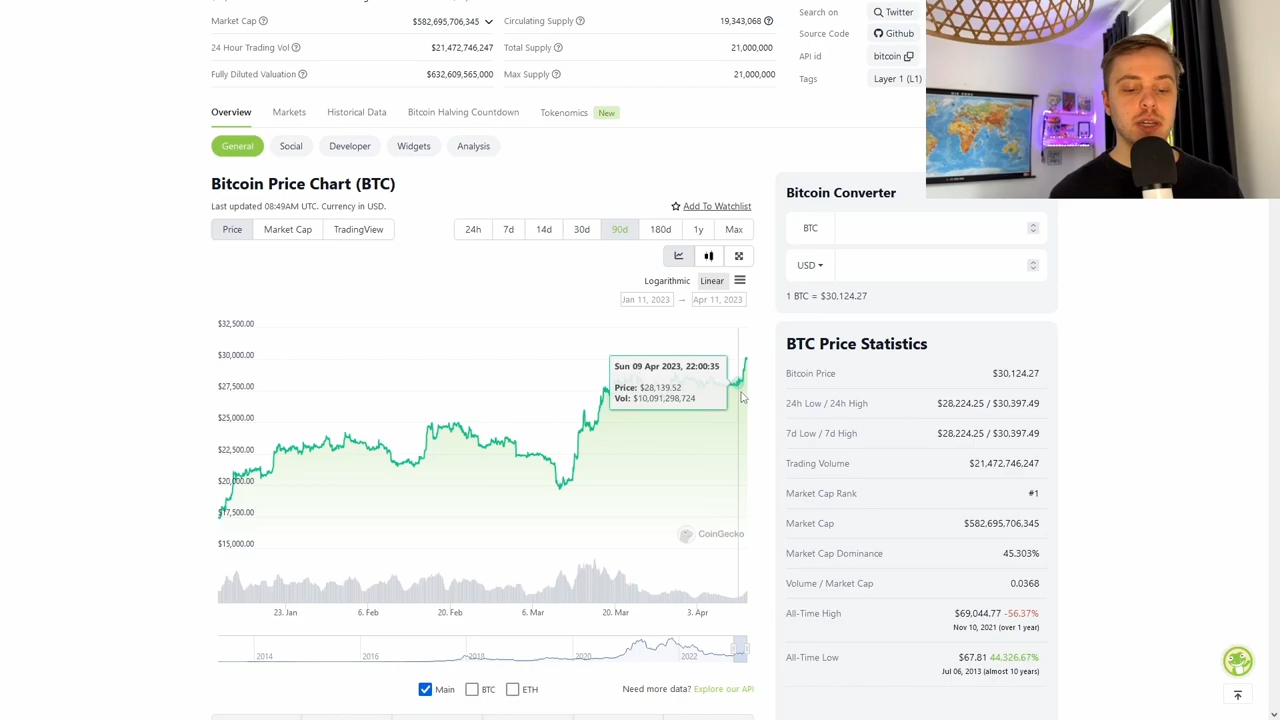 Market Cap $582,695,706,345 Circulating Supply 19,343,068
24 Hour Trading Vol $21,472,746,247 Total Supply 21,000,000
Fully Diluted Valuation $632,609,565,000 Max Supply 21,000,000
Search on Twitter
Source Code Github
API id bitcoin
Tags Layer 1 (L1)
Overview Markets Historical Data Bitcoin Halving Countdown Tokenomics New
General Social Developer Widgets Analysis
Bitcoin Price Chart (BTC)
Last updated 08:49AM UTC. Currency in USD.
Add To Watchlist
Price Market Cap TradingView 24h 7d 14d 30d 90d 180d 1y Max
Logarithmic Linear
Jan 11, 2023 → Apr 11, 2023
$32,500.00
$30,000.00
$27,500.00
$25,000.00
$22,500.00
$20,000.00
$17,500.00
$15,000.00
Sun 09 Apr 2023, 22:00:35
Price: $28,139.52
Vol: $10,091,298,724
CoinGecko
23. Jan 6. Feb 20. Feb 6. Mar 20. Mar 3. Apr
2014 2016 2018 2020 2022
Main BTC ETH
Need more data? Explore our API
Bitcoin Converter
BTC
USD
1 BTC = $30,124.27
BTC Price Statistics
Bitcoin Price $30,124.27
24h Low / 24h High $28,224.25 / $30,397.49
7d Low / 7d High $28,224.25 / $30,397.49
Trading Volume $21,472,746,247
Market Cap Rank #1
Market Cap $582,695,706,345
Market Cap Dominance 45.303%
Volume / Market Cap 0.0368
All-Time High $69,044.77 -56.37%
Nov 10, 2021 (over 1 year)
All-Time Low $67.81 44,326.67%
Jul 06, 2013 (almost 10 years)